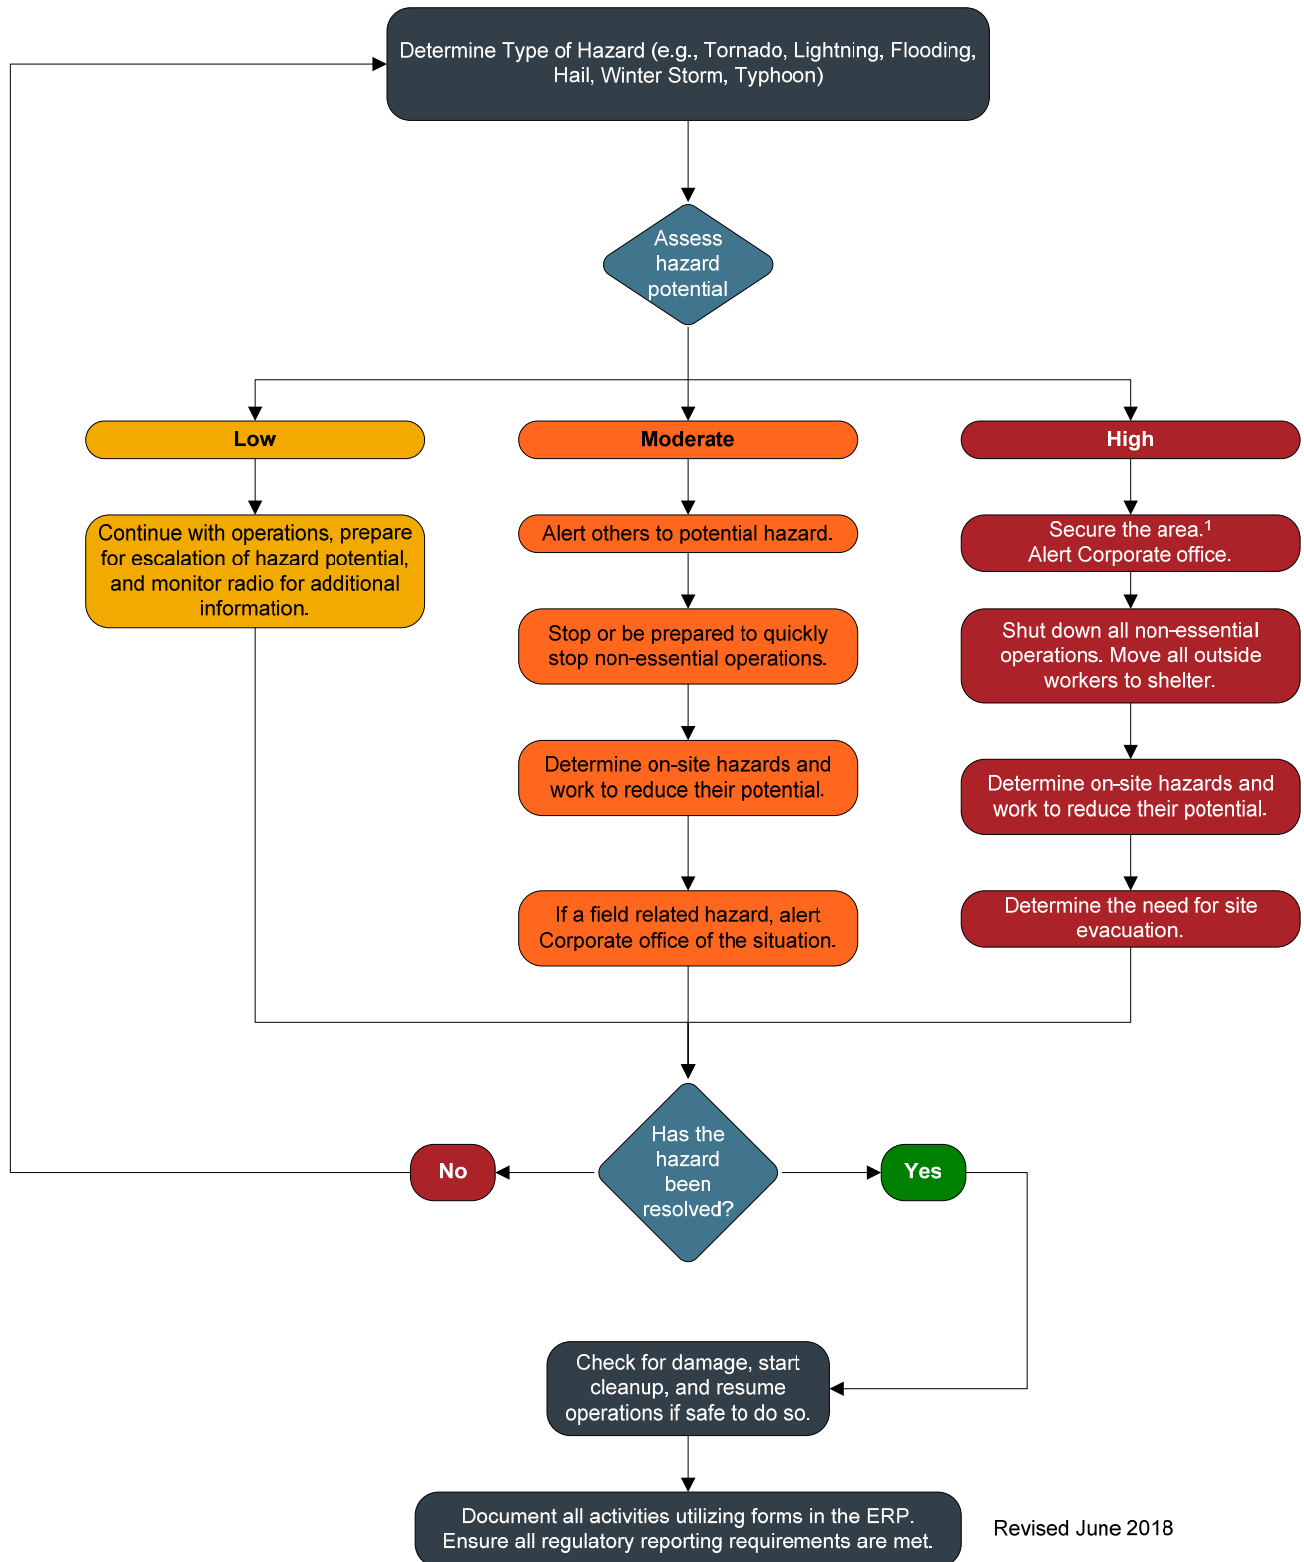 Determine Type of Hazard (e.g., Tornado, Lightning, Flooding,
Hail, Winter Storm, Typhoon)
Assess
hazard
potential
Low
Moderate
High
Continue with operations, prepare
for escalation of hazard potential,
and monitor radio for additional
information.
Alert others to potential hazard.
Secure the area.¹
Alert Corporate office.
Stop or be prepared to quickly
stop non-essential operations.
Shut down all non-essential
operations. Move all outside
workers to shelter.
Determine on-site hazards and
work to reduce their potential.
Determine on-site hazards and
work to reduce their potential.
If a field related hazard, alert
Corporate office of the situation.
Determine the need for site
evacuation.
Has the
hazard
been
resolved?
No
Yes
Check for damage, start
cleanup, and resume
operations if safe to do so.
Document all activities utilizing forms in the ERP.
Ensure all regulatory reporting requirements are met.
Revised June 2018